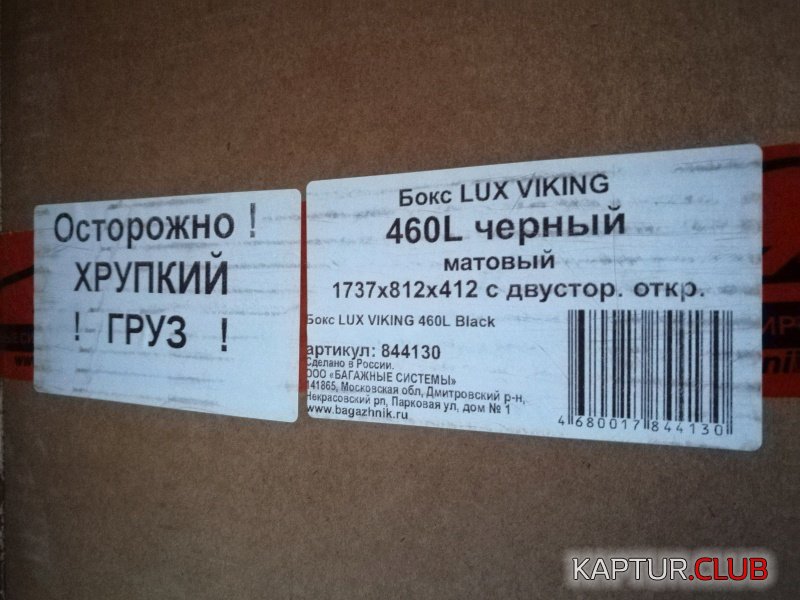 Осторожно !
ХРУПКИЙ
! ГРУЗ !
Бокс LUX VIKING
460L черный
матовый
1737x812x412 с двустор. откр.
Бокс LUX VIKING 460L Black
артикул: 844130
Сделано в России.
ООО «БАГАЖНЫЕ СИСТЕМЫ»
141865, Московская обл, Дмитровский р-н,
Некрасовский рп, Парковая ул, дом № 1
www.bagazhnik.ru
4 680017 844130
KAPTUR.CLUB